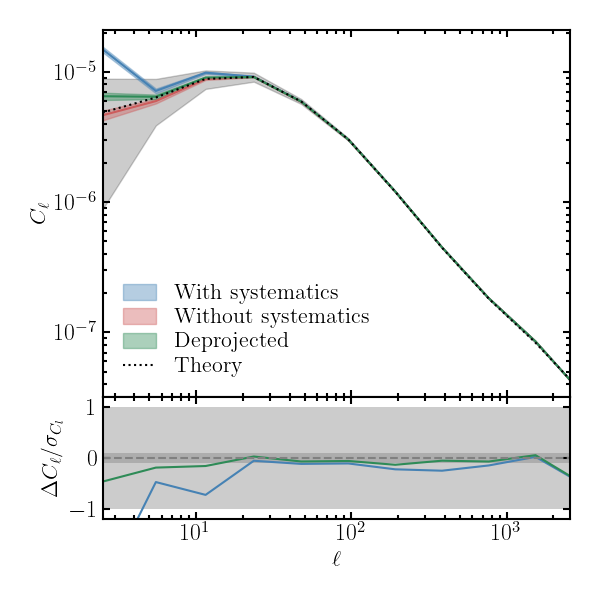 10⁻⁵
10⁻⁶
10⁻⁷
C_ℓ
With systematics
Without systematics
Deprojected
Theory
1
0
−1
ΔC_ℓ/σ_{C_l}
10¹ 10² 10³
ℓ